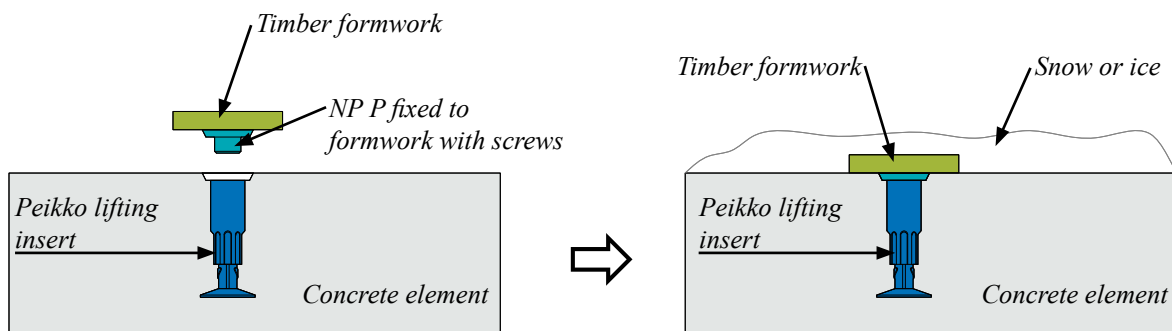 Timber formwork
NP P fixed to
formwork with screws
Peikko lifting
insert
Concrete element
Timber formwork
Snow or ice
Peikko lifting
insert
Concrete element